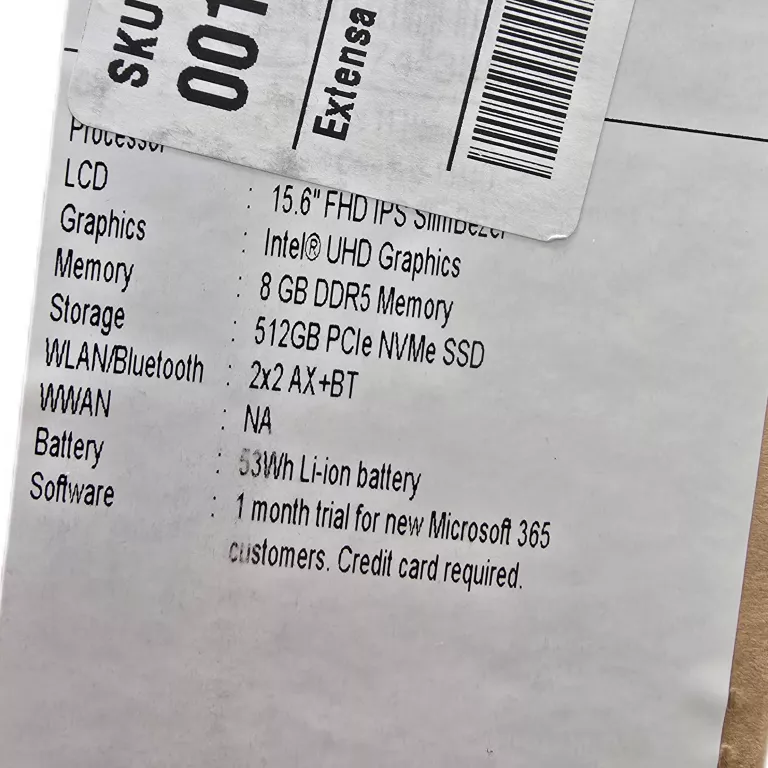 SKU
001
Extensa
Processor
LCD : 15.6" FHD IPS SlimBezel
Graphics : Intel® UHD Graphics
Memory : 8 GB DDR5 Memory
Storage : 512GB PCIe NVMe SSD
WLAN/Bluetooth : 2x2 AX+BT
WWAN : NA
Battery : 53Wh Li-ion battery
Software : 1 month trial for new Microsoft 365
customers. Credit card required.